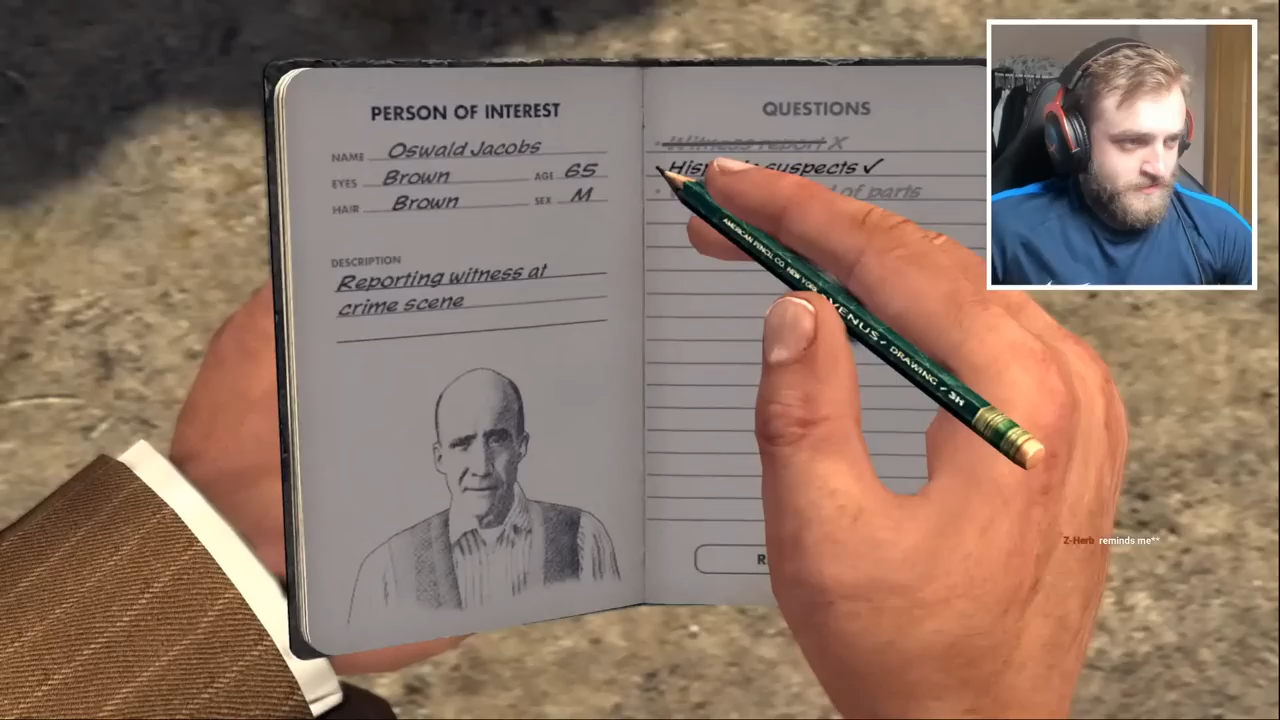 PERSON OF INTEREST
NAME Oswald Jacobs
EYES Brown AGE 65
HAIR Brown SEX M
DESCRIPTION
Reporting witness at
crime scene
QUESTIONS
Witness report X
suspects ✓
of parts
AMERICAN PENCIL CO. NEW YORK VENUS DRAWING 3H
Z-Herb reminds me**